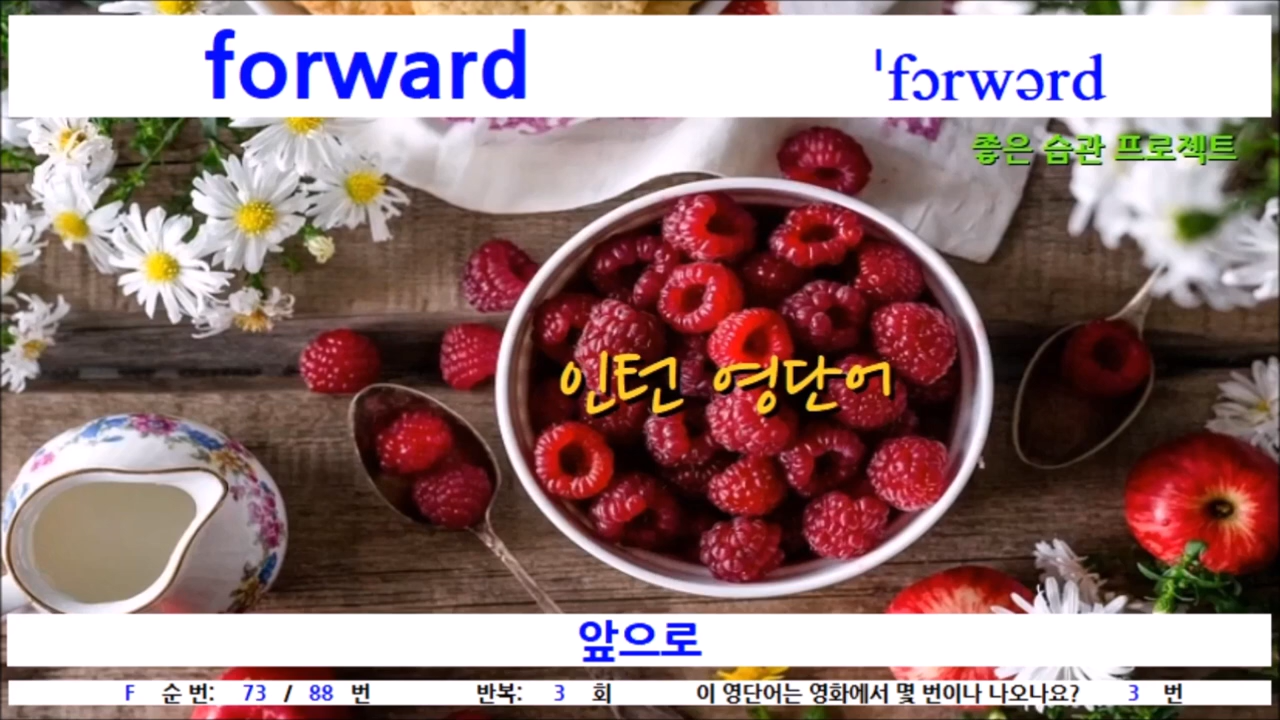 forward ˈfɔrwərd
좋은 습관 프로젝트
인턴 영단어
앞으로
F 순 번: 73 / 88 번 반복: 3 회 이 영단어는 영화에서 몇 번이나 나오나요? 3 번